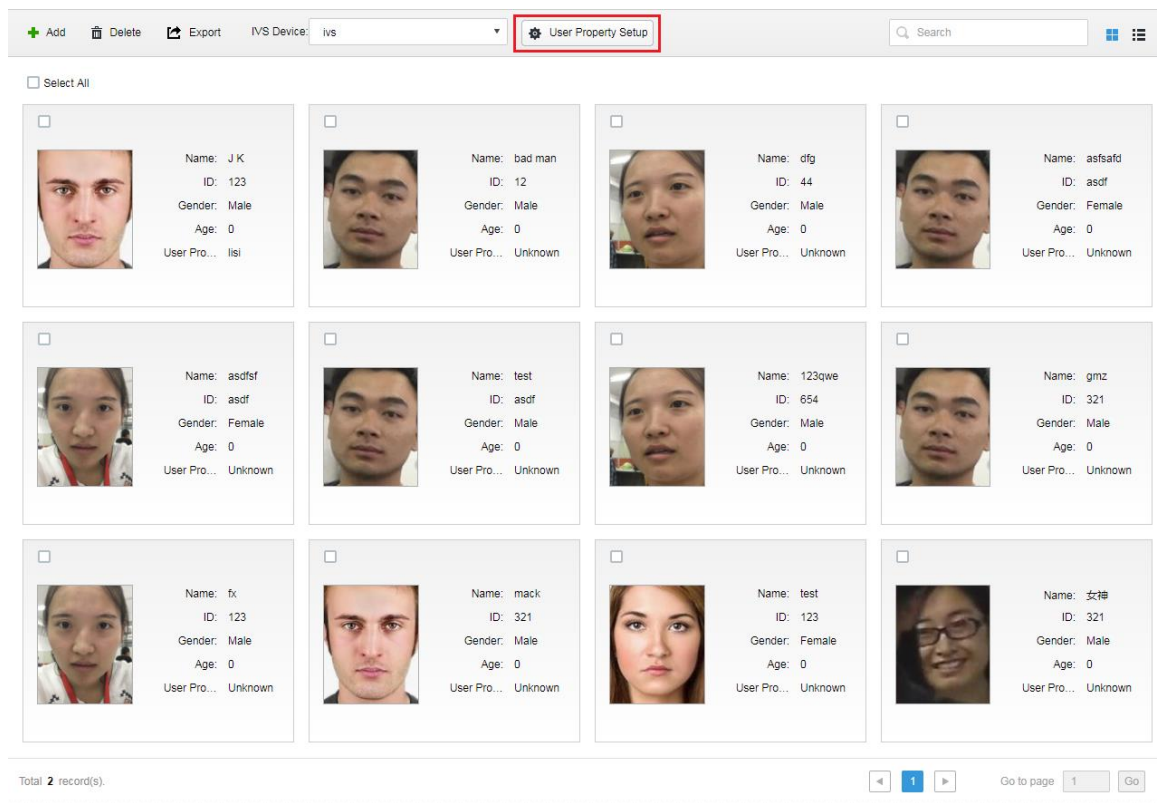 Add Delete Export IVS Device: ivs User Property Setup Search
Select All
Name: J K
ID: 123
Gender: Male
Age: 0
User Pro... lisi
Name: bad man
ID: 12
Gender: Male
Age: 0
User Pro... Unknown
Name: dfg
ID: 44
Gender: Male
Age: 0
User Pro... Unknown
Name: asfsafd
ID: asdf
Gender: Female
Age: 0
User Pro... Unknown
Name: asdfsf
ID: asdf
Gender: Female
Age: 0
User Pro... Unknown
Name: test
ID: asdf
Gender: Male
Age: 0
User Pro... Unknown
Name: 123qwe
ID: 654
Gender: Male
Age: 0
User Pro... Unknown
Name: gmz
ID: 321
Gender: Male
Age: 0
User Pro... Unknown
Name: fx
ID: 123
Gender: Male
Age: 0
User Pro... Unknown
Name: mack
ID: 321
Gender: Male
Age: 0
User Pro... Unknown
Name: test
ID: 123
Gender: Female
Age: 0
User Pro... Unknown
Name: 女神
ID: 321
Gender: Male
Age: 0
User Pro... Unknown
Total 2 record(s). 1 Go to page 1 Go